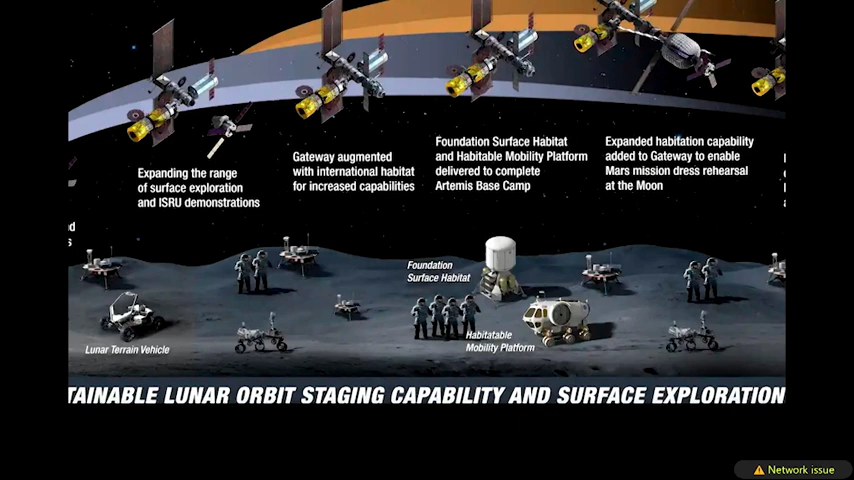 Expanding the range
of surface exploration
and ISRU demonstrations
Gateway augmented
with international habitat
for increased capabilities
Foundation Surface Habitat
and Habitable Mobility Platform
delivered to complete
Artemis Base Camp
Expanded habitation capability
added to Gateway to enable
Mars mission dress rehearsal
at the Moon
Foundation
Surface Habitat
Habitatable
Mobility Platform
Lunar Terrain Vehicle
TAINABLE LUNAR ORBIT STAGING CAPABILITY AND SURFACE EXPLORATION
Network issue